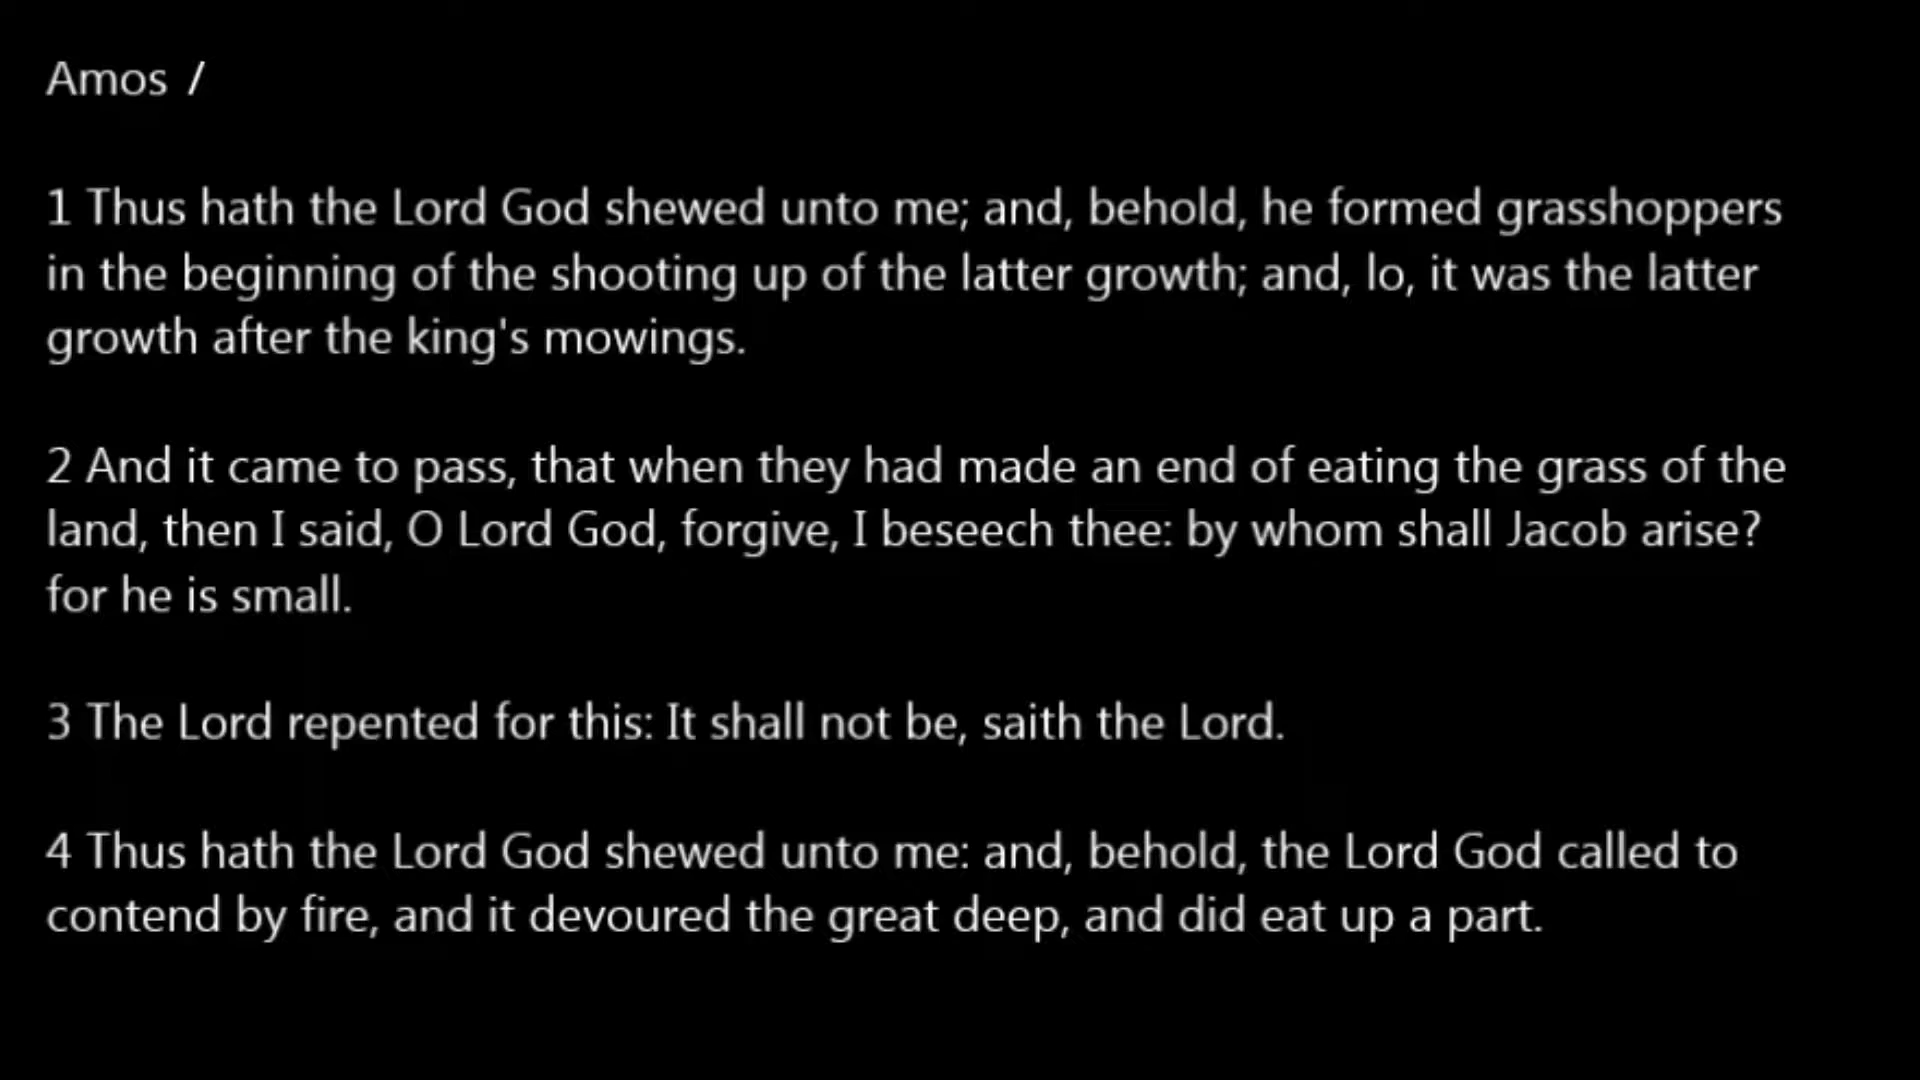 Amos /
1 Thus hath the Lord God shewed unto me; and, behold, he formed grasshoppers
in the beginning of the shooting up of the latter growth; and, lo, it was the latter
growth after the king's mowings.
2 And it came to pass, that when they had made an end of eating the grass of the
land, then I said, O Lord God, forgive, I beseech thee: by whom shall Jacob arise?
for he is small.
3 The Lord repented for this: It shall not be, saith the Lord.
4 Thus hath the Lord God shewed unto me: and, behold, the Lord God called to
contend by fire, and it devoured the great deep, and did eat up a part.